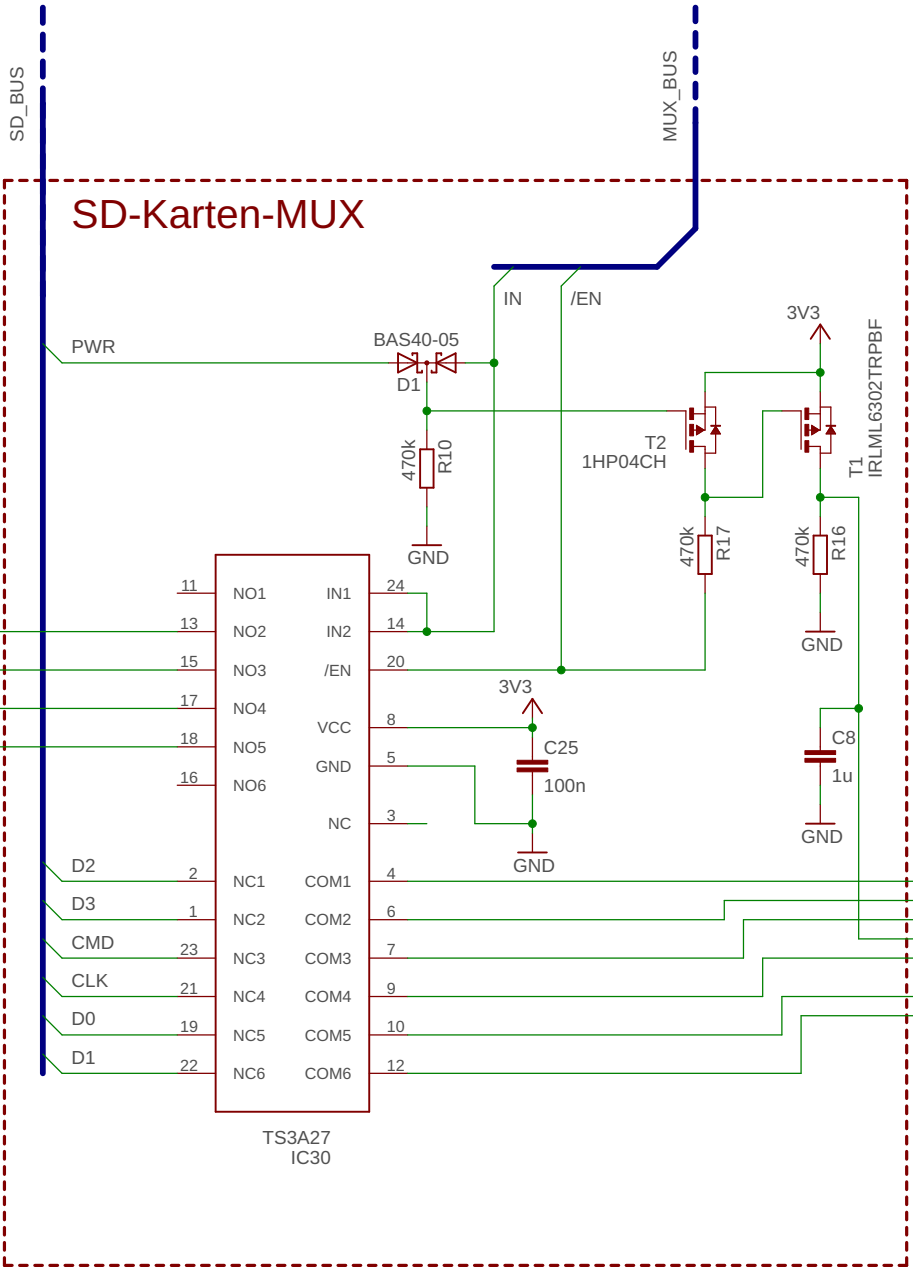 SD_BUS
MUX_BUS
SD-Karten-MUX
IN
/EN
3V3
BAS40-05
PWR
D1
IRLML6302TRPBF
T1
T2
1HP04CH
470k
R10
GND
470k
R17
470k
R16
GND
11
NO1
IN1
24
13
NO2
IN2
14
15
NO3
/EN
20
17
NO4
3V3
VCC
8
18
NO5
C25
C8
GND
5
16
NO6
100n
1u
NC
3
GND
GND
D2
2
NC1
COM1
4
D3
1
NC2
COM2
6
CMD
23
NC3
COM3
7
CLK
21
NC4
COM4
9
D0
19
NC5
COM5
10
D1
22
NC6
COM6
12
TS3A27
IC30